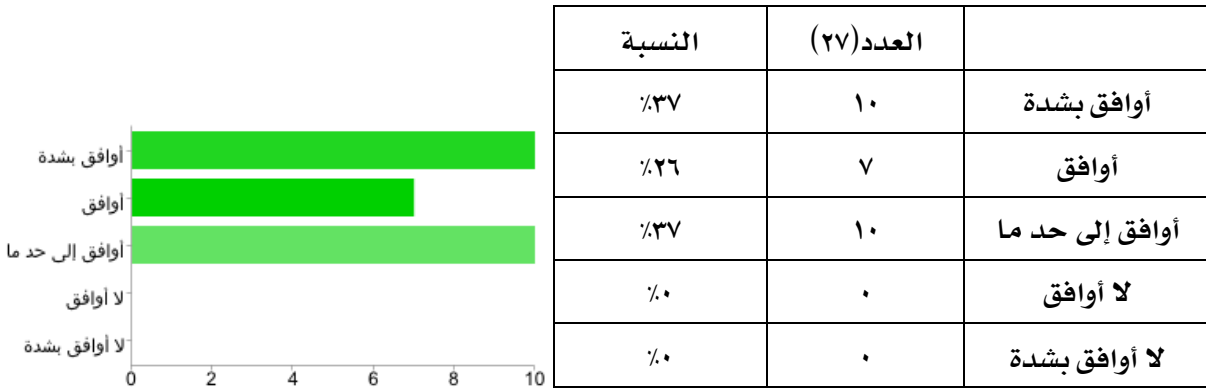 العدد(٢٧) النسبة
أوافق بشدة ١٠ ٣٧٪
أوافق ٧ ٢٦٪
أوافق إلى حد ما ١٠ ٣٧٪
لا أوافق ٠ ٠٪
لا أوافق بشدة ٠ ٠٪
أوافق بشدة
أوافق
أوافق إلى حد ما
لا أوافق
لا أوافق بشدة
0 2 4 6 8 10